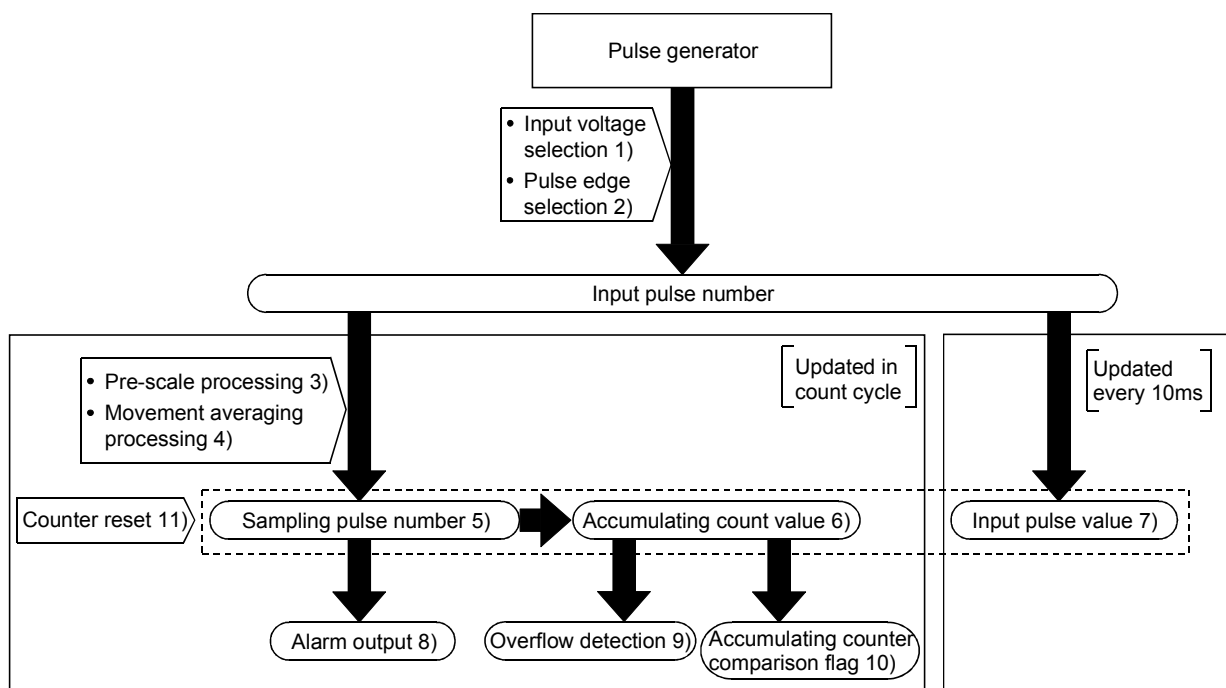 Pulse generator
• Input voltage
selection 1)
• Pulse edge
selection 2)
Input pulse number
• Pre-scale processing 3)
• Movement averaging
processing 4)
Updated in
count cycle
Updated
every 10ms
Counter reset 11)
Sampling pulse number 5)
Accumulating count value 6)
Input pulse value 7)
Alarm output 8)
Overflow detection 9)
Accumulating counter
comparison flag 10)